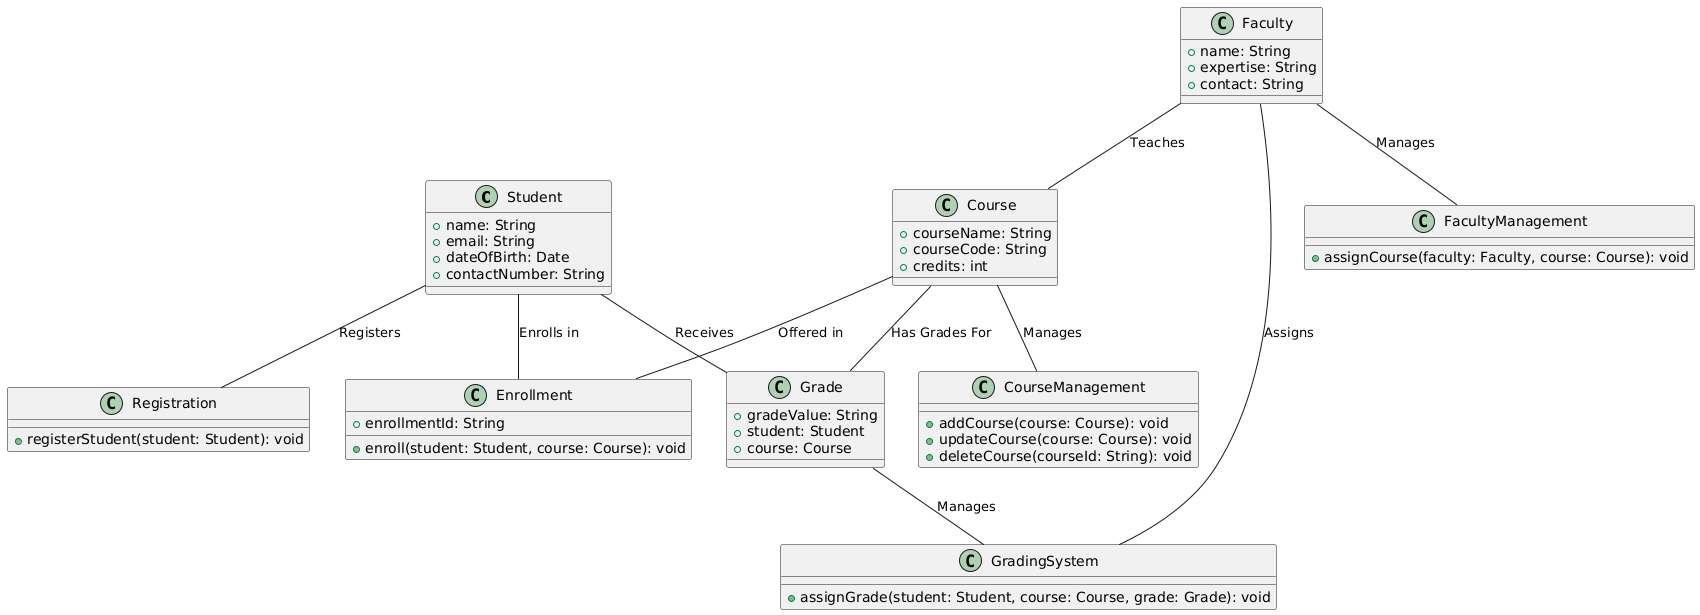 C Faculty
name: String
expertise: String
contact: String
Teaches
Manages
C Student
name: String
email: String
dateOfBirth: Date
contactNumber: String
C Course
courseName: String
courseCode: String
credits: int
C FacultyManagement
assignCourse(faculty: Faculty, course: Course): void
Registers
Enrolls in
Receives
Offered in
Has Grades For
Manages
Assigns
C Registration
registerStudent(student: Student): void
C Enrollment
enrollmentId: String
enroll(student: Student, course: Course): void
C Grade
gradeValue: String
student: Student
course: Course
C CourseManagement
addCourse(course: Course): void
updateCourse(course: Course): void
deleteCourse(courseId: String): void
Manages
C GradingSystem
assignGrade(student: Student, course: Course, grade: Grade): void